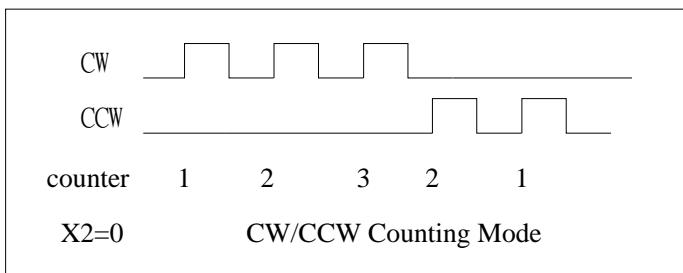 CW
CCW
counter 1 2 3 2 1
X2=0 CW/CCW Counting Mode